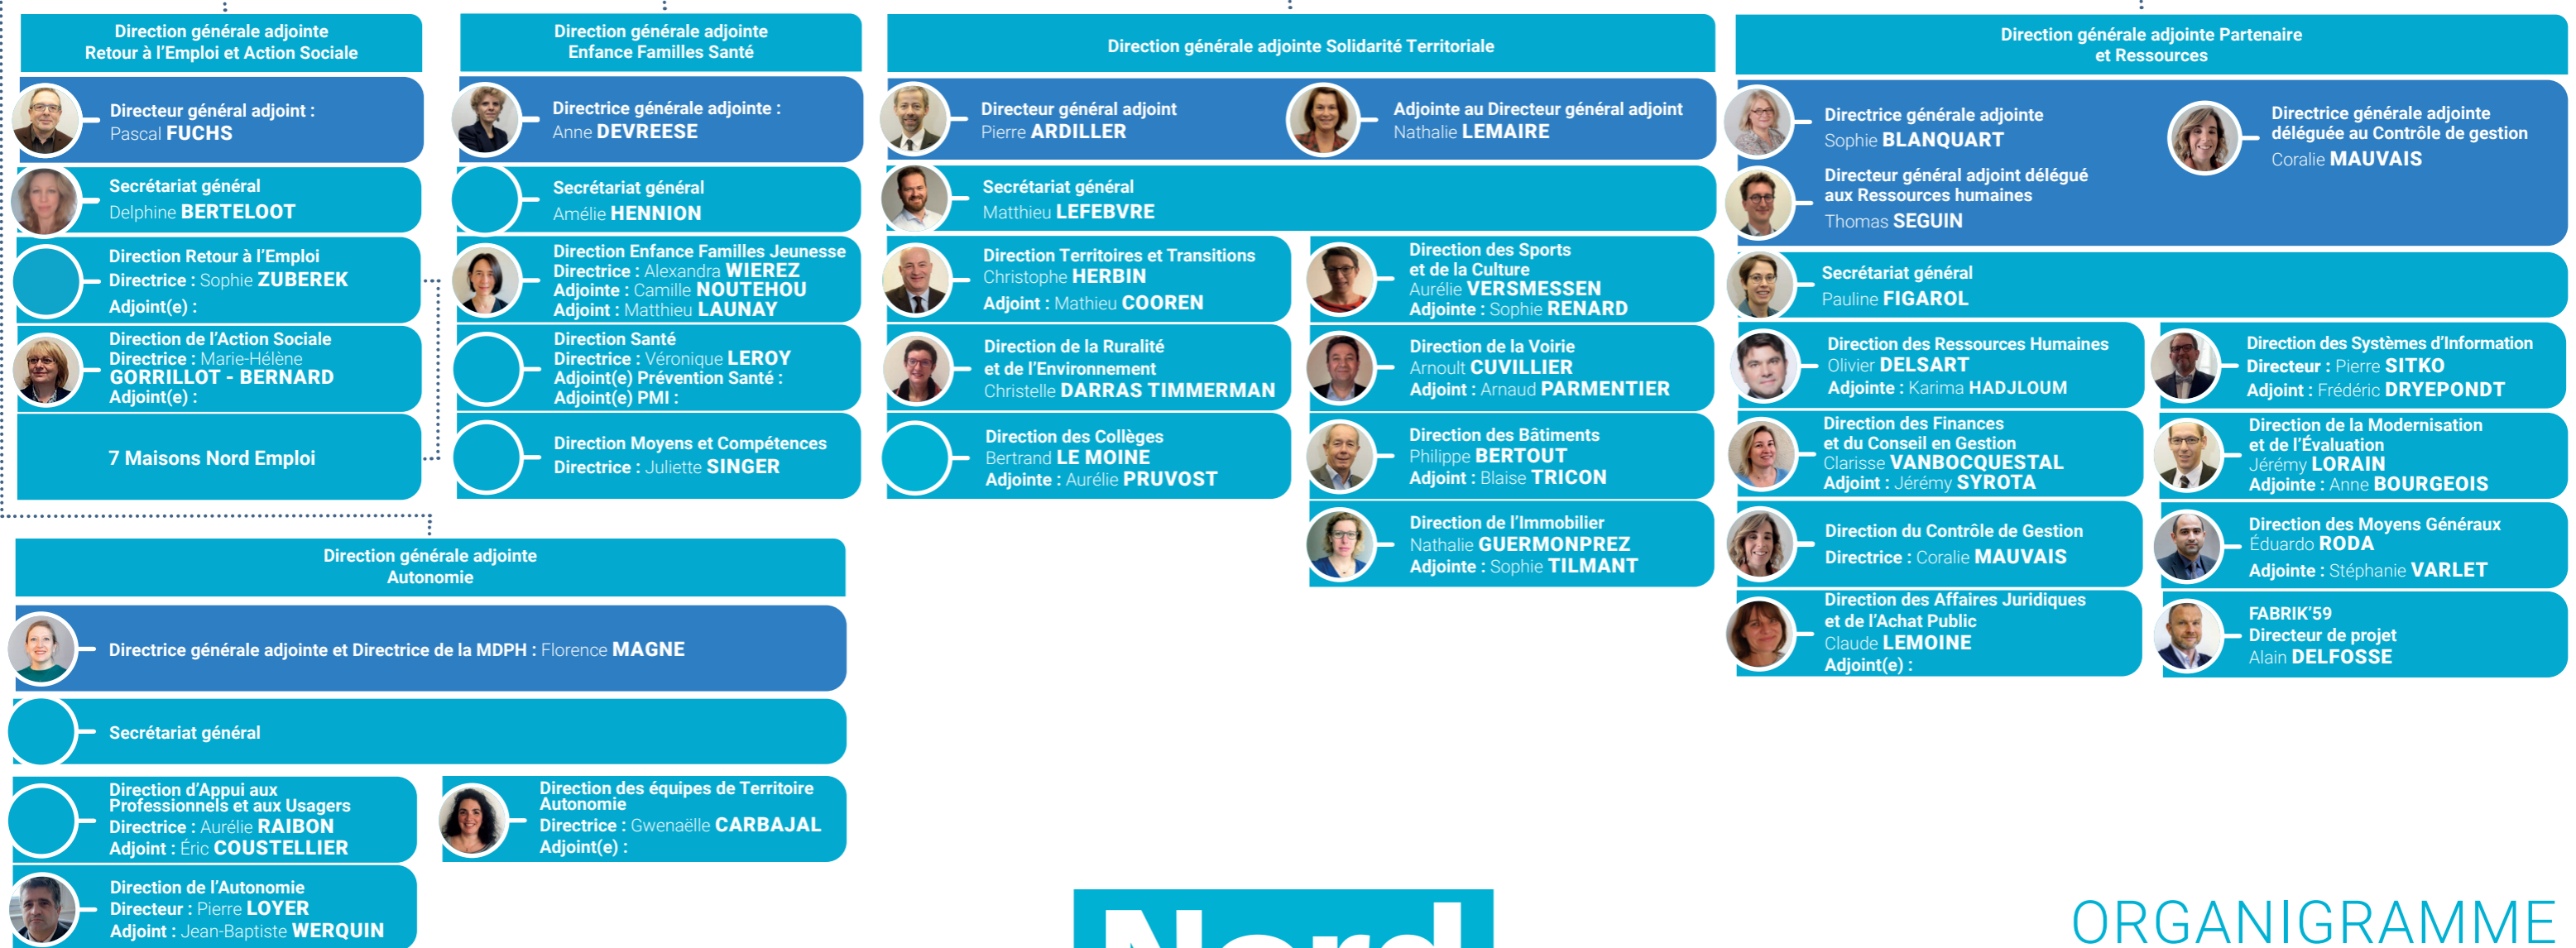 Direction générale adjointe
Retour à l'Emploi et Action Sociale
Directeur général adjoint :
Pascal FUCHS
Secrétariat général
Delphine BERTELOOT
Direction Retour à l'Emploi
Directrice : Sophie ZUBEREK
Adjoint(e) :
Direction de l'Action Sociale
Directrice : Marie-Hélène
GORRILLOT - BERNARD
Adjoint(e) :
7 Maisons Nord Emploi
Direction générale adjointe
Enfance Familles Santé
Directrice générale adjointe :
Anne DEVREESE
Secrétariat général
Amélie HENNION
Direction Enfance Familles Jeunesse
Directrice : Alexandra WIEREZ
Adjointe : Camille NOUTEHOU
Adjoint : Matthieu LAUNAY
Direction Santé
Directrice : Véronique LEROY
Adjoint(e) Prévention Santé :
Adjoint(e) PMI :
Direction Moyens et Compétences
Directrice : Juliette SINGER
Direction générale adjointe Solidarité Territoriale
Directeur général adjoint
Pierre ARDILLER
Adjointe au Directeur général adjoint
Nathalie LEMAIRE
Secrétariat général
Matthieu LEFEBVRE
Direction Territoires et Transitions
Christophe HERBIN
Adjoint : Mathieu COOREN
Direction de la Ruralité
et de l'Environnement
Christelle DARRAS TIMMERMAN
Direction des Collèges
Bertrand LE MOINE
Adjointe : Aurélie PRUVOST
Direction des Sports
et de la Culture
Aurélie VERSMESSEN
Adjointe : Sophie RENARD
Direction de la Voirie
Arnoult CUVILLIER
Adjoint : Arnaud PARMENTIER
Direction des Bâtiments
Philippe BERTOUT
Adjoint : Blaise TRICON
Direction de l'Immobilier
Nathalie GUERMONPREZ
Adjointe : Sophie TILMANT
Direction générale adjointe Partenaire
et Ressources
Directrice générale adjointe
Sophie BLANQUART
Directeur général adjoint délégué
aux Ressources humaines
Thomas SEGUIN
Directrice générale adjointe
déléguée au Contrôle de gestion
Coralie MAUVAIS
Secrétariat général
Pauline FIGAROL
Direction des Ressources Humaines
Olivier DELSART
Adjointe : Karima HADJLOUM
Direction des Finances
et du Conseil en Gestion
Clarisse VANBOCQUESTAL
Adjoint : Jérémy SYROTA
Direction du Contrôle de Gestion
Directrice : Coralie MAUVAIS
Direction des Affaires Juridiques
et de l'Achat Public
Claude LEMOINE
Adjoint(e) :
Direction des Systèmes d'Information
Directeur : Pierre SITKO
Adjoint : Frédéric DRYEPONDT
Direction de la Modernisation
et de l'Évaluation
Jérémy LORAIN
Adjointe : Anne BOURGEOIS
Direction des Moyens Généraux
Éduardo RODA
Adjointe : Stéphanie VARLET
FABRIK'59
Directeur de projet
Alain DELFOSSE
Direction générale adjointe
Autonomie
Directrice générale adjointe et Directrice de la MDPH : Florence MAGNE
Secrétariat général
Direction d'Appui aux
Professionnels et aux Usagers
Directrice : Aurélie RAIBON
Adjoint : Éric COUSTELLIER
Direction des équipes de Territoire
Autonomie
Directrice : Gwenaëlle CARBAJAL
Adjoint(e) :
Direction de l'Autonomie
Directeur : Pierre LOYER
Adjoint : Jean-Baptiste WERQUIN
Nord
ORGANIGRAMME